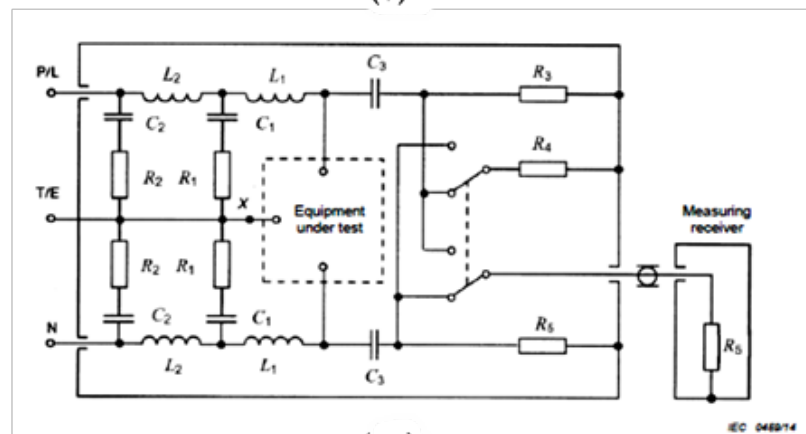 P/L
L2
L1
C3
R3
C2
C1
R4
R2
R1
T/E
X
Equipment
under test
Measuring
receiver
R2
R1
C2
C1
N
L2
L1
C3
R5
R5
IEC 0469/14